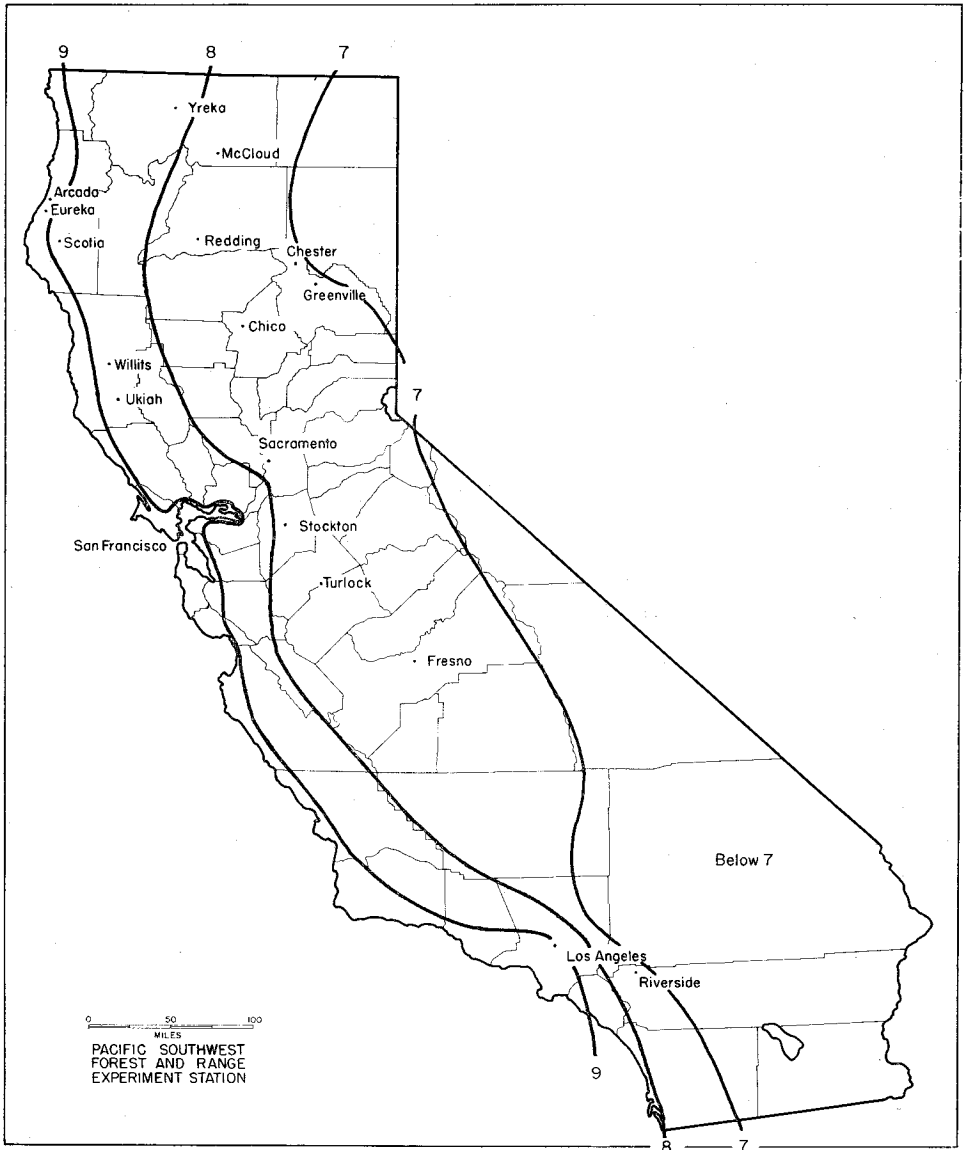 9 8 7
Yreka
McCloud
Arcada
Eureka
Scotia
Redding
Chester
Greenville
Chico
Willits
Ukiah
7
Sacramento
Stockton
San Francisco
Turlock
Fresno
Below 7
Los Angeles
Riverside
0 50 100
MILES
PACIFIC SOUTHWEST
FOREST AND RANGE
EXPERIMENT STATION
9
8 7